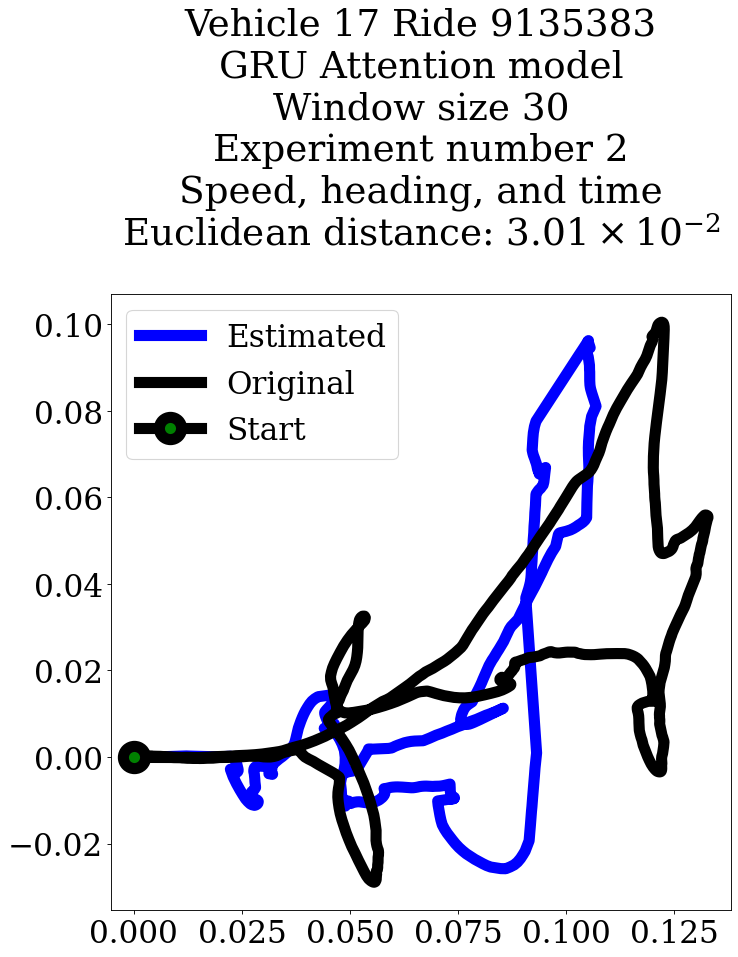 Vehicle 17 Ride 9135383
GRU Attention model
Window size 30
Experiment number 2
Speed, heading, and time
Euclidean distance: 3.01 × 10⁻²
Estimated
Original
Start
0.10
0.08
0.06
0.04
0.02
0.00
−0.02
0.000 0.025 0.050 0.075 0.100 0.125